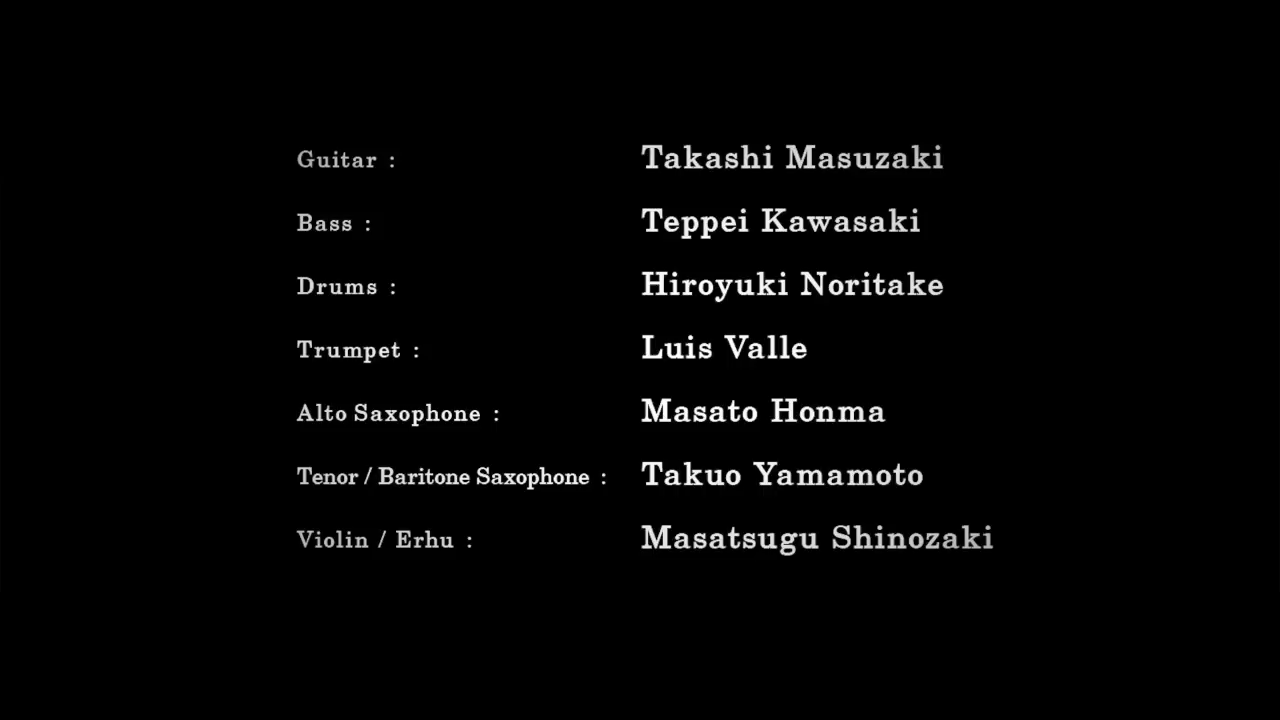 Guitar : Takashi Masuzaki
Bass : Teppei Kawasaki
Drums : Hiroyuki Noritake
Trumpet : Luis Valle
Alto Saxophone : Masato Honma
Tenor / Baritone Saxophone : Takuo Yamamoto
Violin / Erhu : Masatsugu Shinozaki